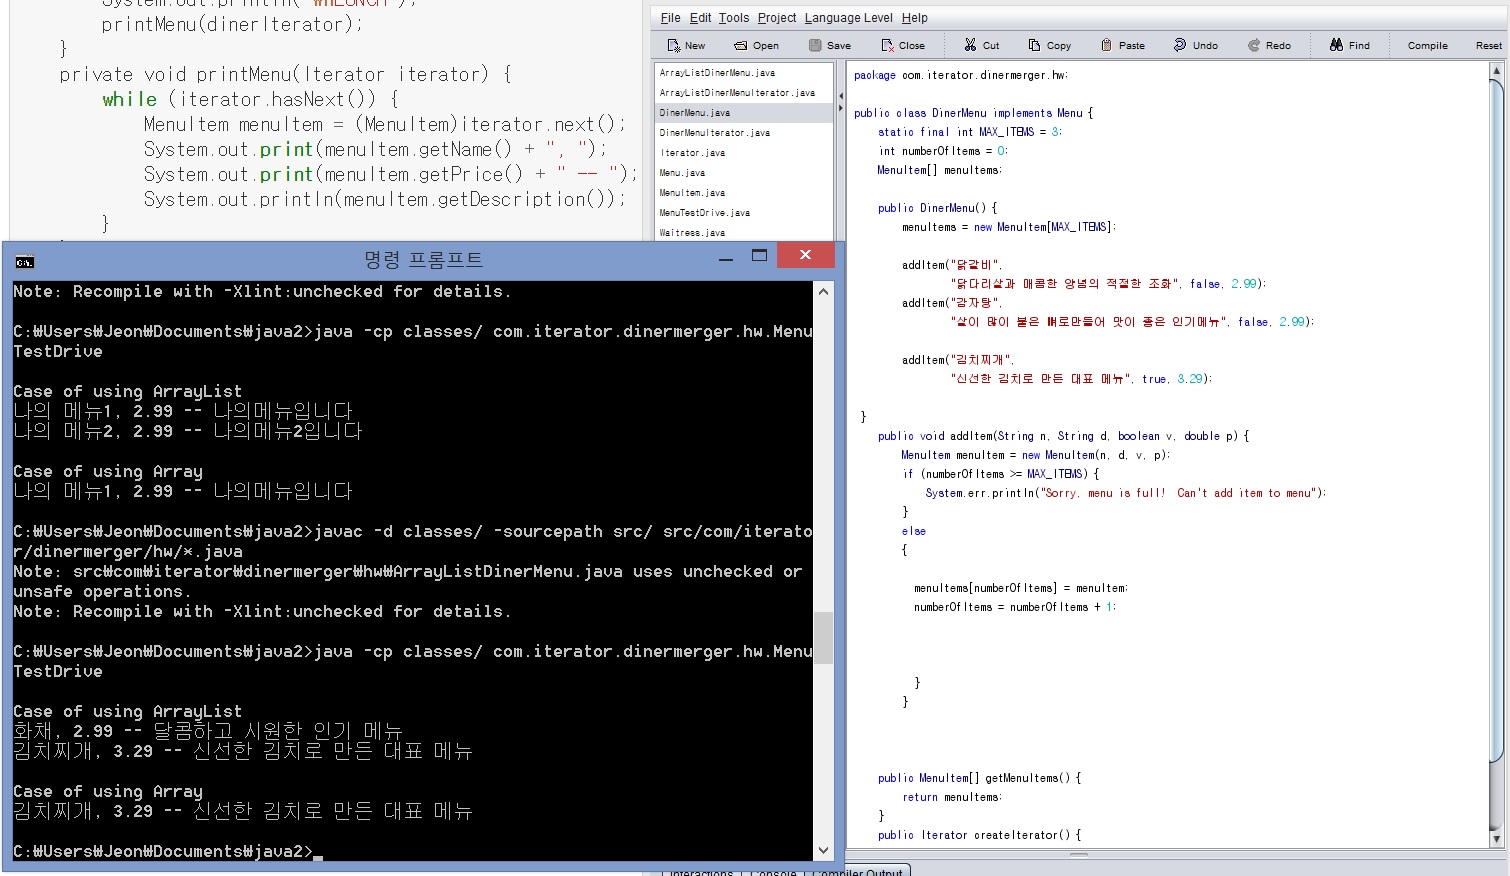 System.out.println("\nLUNCH");
printMenu(dinerIterator);
}
private void printMenu(Iterator iterator) {
while (iterator.hasNext()) {
MenuItem menuItem = (MenuItem)iterator.next();
System.out.print(menuItem.getName() + ", ");
System.out.print(menuItem.getPrice() + " -- ");
System.out.println(menuItem.getDescription());
}
명령 프롬프트
Note: Recompile with -Xlint:unchecked for details.
C:₩Users₩Jeon₩Documents₩java2>java -cp classes/ com.iterator.dinermerger.hw.Menu
TestDrive
Case of using ArrayList
나의 메뉴1, 2.99 -- 나의메뉴입니다
나의 메뉴2, 2.99 -- 나의메뉴2입니다
Case of using Array
나의 메뉴1, 2.99 -- 나의메뉴입니다
C:₩Users₩Jeon₩Documents₩java2>javac -d classes/ -sourcepath src/ src/com/iterato
r/dinermerger/hw/*.java
Note: src₩com₩iterator₩dinermerger₩hw₩ArrayListDinerMenu.java uses unchecked or
unsafe operations.
Note: Recompile with -Xlint:unchecked for details.
C:₩Users₩Jeon₩Documents₩java2>java -cp classes/ com.iterator.dinermerger.hw.Menu
TestDrive
Case of using ArrayList
화채, 2.99 -- 달콤하고 시원한 인기 메뉴
김치찌개, 3.29 -- 신선한 김치로 만든 대표 메뉴
Case of using Array
김치찌개, 3.29 -- 신선한 김치로 만든 대표 메뉴
C:₩Users₩Jeon₩Documents₩java2>
File Edit Tools Project Language Level Help
New Open Save Close Cut Copy Paste Undo Redo Find Compile Reset
ArrayListDinerMenu.java
ArrayListDinerMenuIterator.java
DinerMenu.java
DinerMenuIterator.java
Iterator.java
Menu.java
MenuItem.java
MenuTestDrive.java
Waitress.java
package com.iterator.dinermerger.hw;
public class DinerMenu implements Menu {
static final int MAX_ITEMS = 3;
int numberOfItems = 0;
MenuItem[] menuItems;
public DinerMenu() {
menuItems = new MenuItem[MAX_ITEMS];
addItem("닭갈비",
"닭다리살과 매콤한 양념의 적절한 조화", false, 2.99);
addItem("감자탕",
"살이 많이 붙은 뼈로만들어 맛이 좋은 인기메뉴", false, 2.99);
addItem("김치찌개",
"신선한 김치로 만든 대표 메뉴", true, 3.29);
}
public void addItem(String n, String d, boolean v, double p) {
MenuItem menuItem = new MenuItem(n, d, v, p);
if (numberOfItems >= MAX_ITEMS) {
System.err.println("Sorry, menu is full! Can't add item to menu");
}
else
{
menuItems[numberOfItems] = menuItem;
numberOfItems = numberOfItems + 1;
}
}
public MenuItem[] getMenuItems() {
return menuItems;
}
public Iterator createIterator() {
Interactions Console Compiler Output